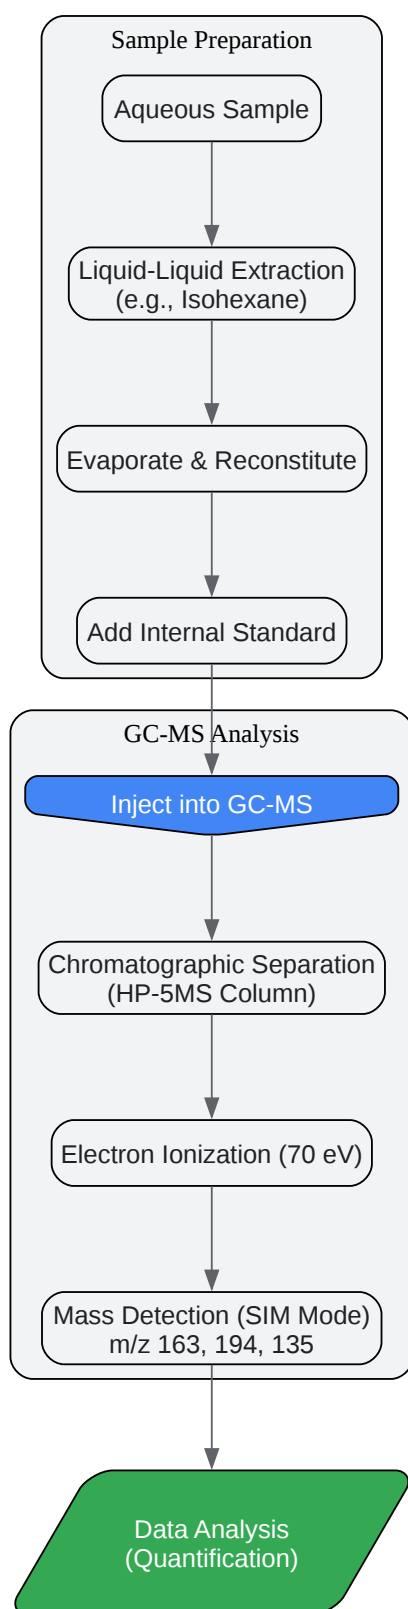 Sample Preparation
Aqueous Sample
Liquid-Liquid Extraction
(e.g., Isohexane)
Evaporate & Reconstitute
Add Internal Standard
GC-MS Analysis
Inject into GC-MS
Chromatographic Separation
(HP-5MS Column)
Electron Ionization (70 eV)
Mass Detection (SIM Mode)
m/z 163, 194, 135
Data Analysis
(Quantification)